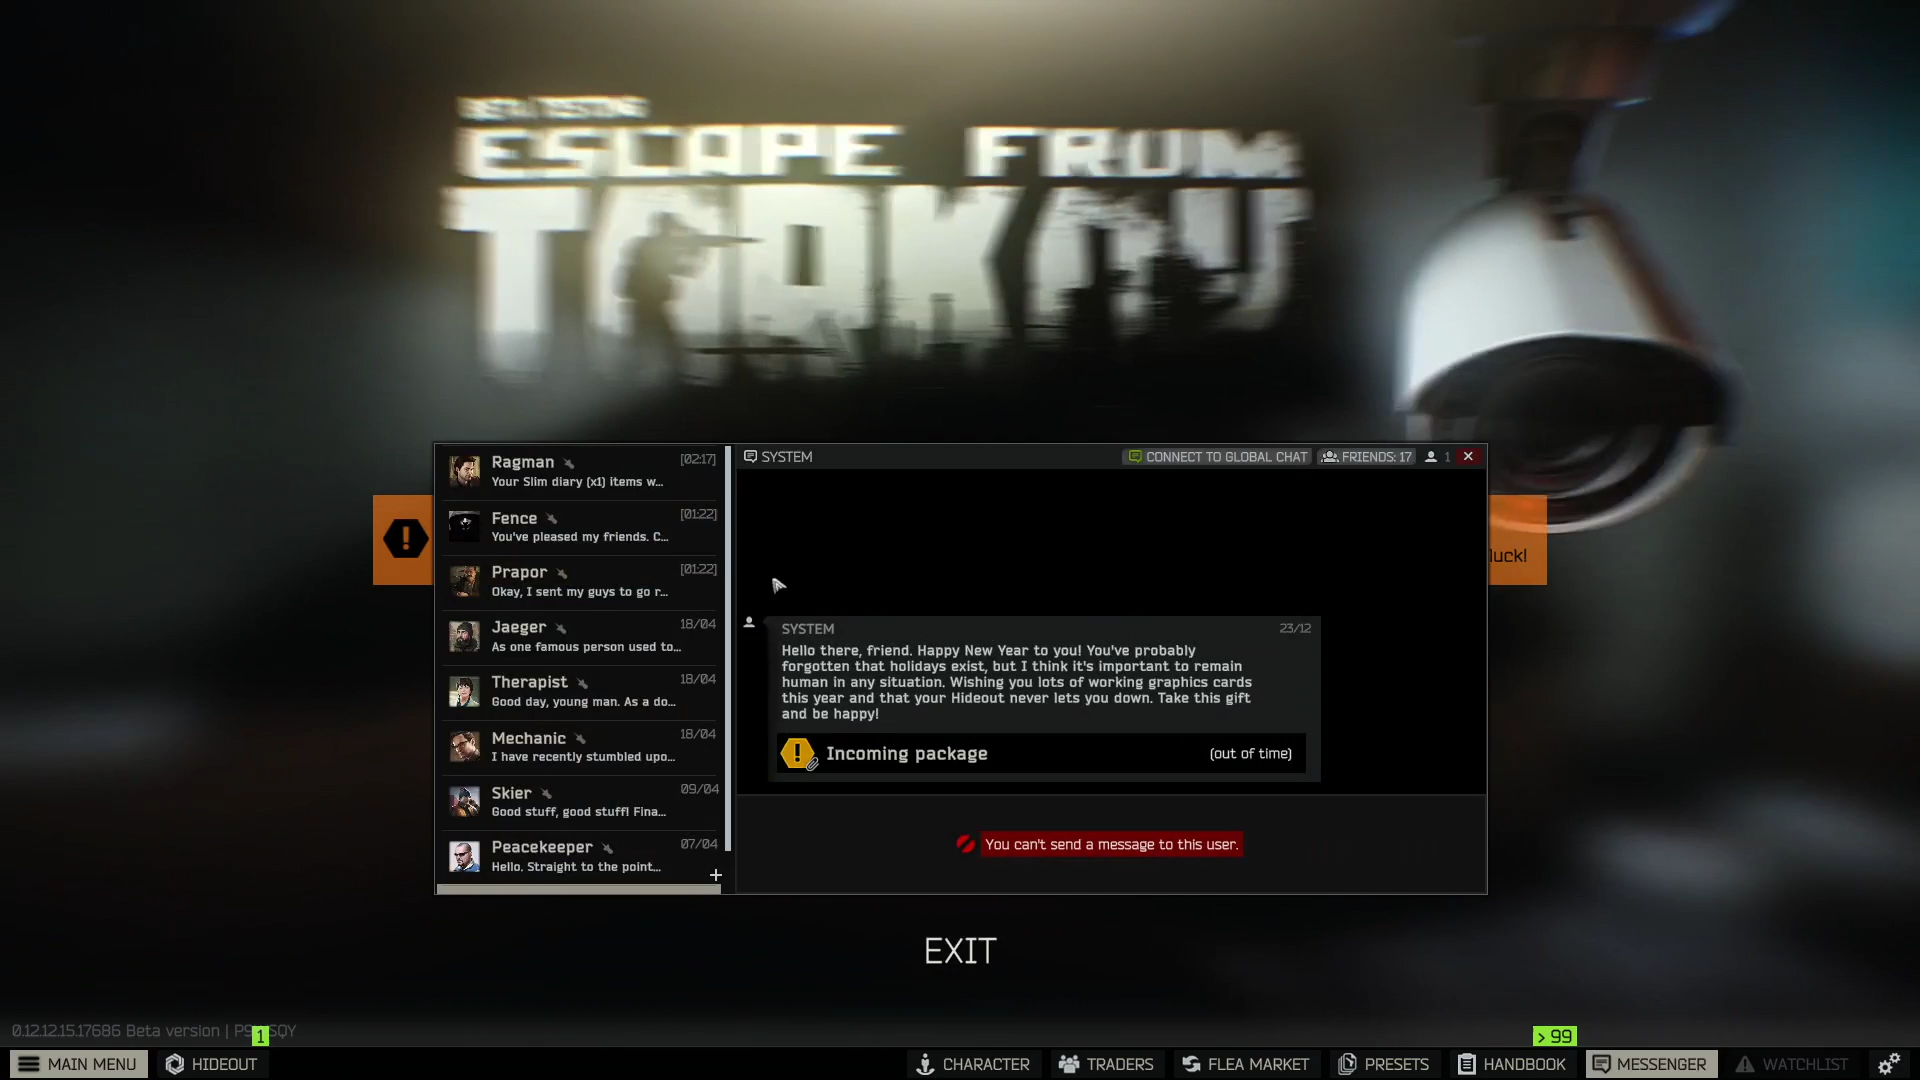 BETA TESTING
ESCAPE FROM
TARKOV
Ragman [02:17]
Your Slim diary (x1) items w...
Fence [01:22]
You've pleased my friends. C...
Prapor [01:22]
Okay, I sent my guys to go r...
Jaeger 18/04
As one famous person used to...
Therapist 18/04
Good day, young man. As a do...
Mechanic 18/04
I have recently stumbled upo...
Skier 09/04
Good stuff, good stuff! Fina...
Peacekeeper 07/04
Hello. Straight to the point...
+
SYSTEM CONNECT TO GLOBAL CHAT FRIENDS: 17 1
SYSTEM 23/12
Hello there, friend. Happy New Year to you! You've probably
forgotten that holidays exist, but I think it's important to remain
human in any situation. Wishing you lots of working graphics cards
this year and that your Hideout never lets you down. Take this gift
and be happy!
Incoming package (out of time)
You can't send a message to this user.
luck!
EXIT
0.12.12.15.17686 Beta version |
1
> 99
MAIN MENU HIDEOUT CHARACTER TRADERS FLEA MARKET PRESETS HANDBOOK MESSENGER WATCHLIST